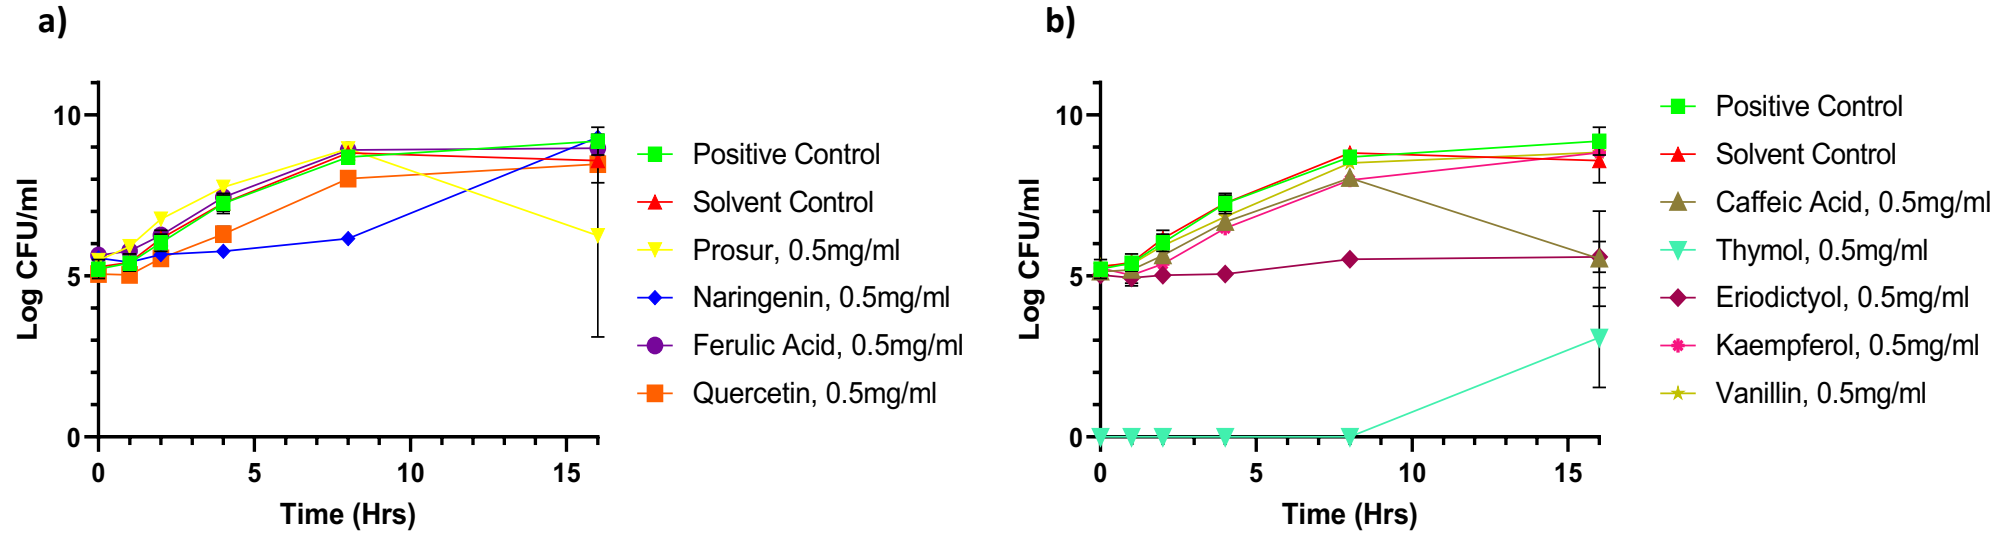 a)
Log CFU/ml
10
5
0
0 5 10 15
Time (Hrs)
Positive Control
Solvent Control
Prosur, 0.5mg/ml
Naringenin, 0.5mg/ml
Ferulic Acid, 0.5mg/ml
Quercetin, 0.5mg/ml
b)
Log CFU/ml
10
5
0
0 5 10 15
Time (Hrs)
Positive Control
Solvent Control
Caffeic Acid, 0.5mg/ml
Thymol, 0.5mg/ml
Eriodictyol, 0.5mg/ml
Kaempferol, 0.5mg/ml
Vanillin, 0.5mg/ml